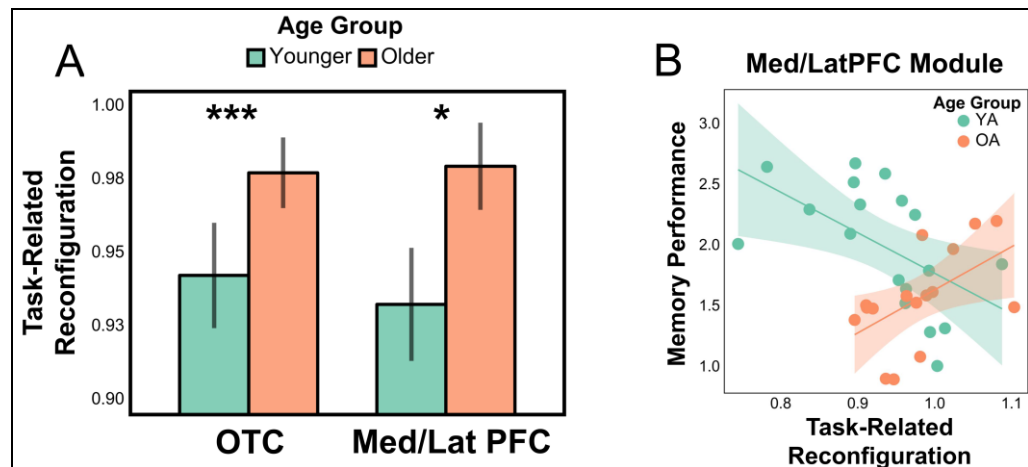 A
Age Group
Younger Older
Task-Related
Reconfiguration
1.00
0.98
0.95
0.93
0.90
***
*
OTC
Med/Lat PFC
B
Med/LatPFC Module
Age Group
YA
OA
Memory Performance
3.0
2.5
2.0
1.5
1.0
0.8 0.9 1.0 1.1
Task-Related
Reconfiguration